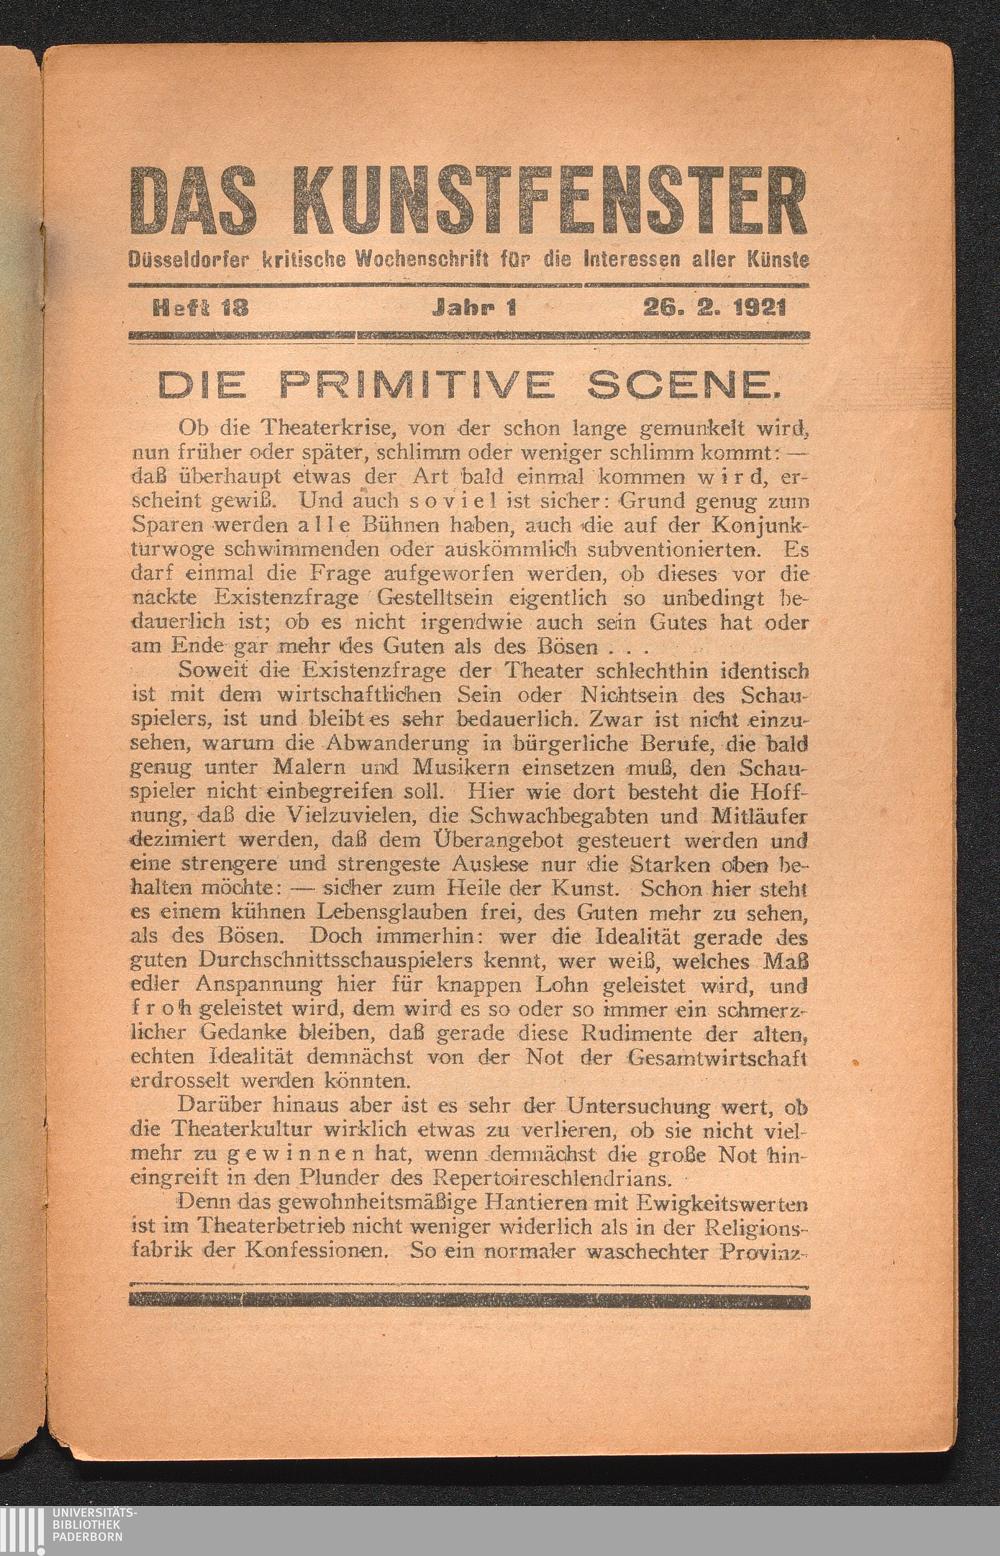 DAS KUNSTFENSTER
Düsseldorfer kritische Wochenschrift für die Interessen aller Künste
Heft 18 Jahr 1 26. 2. 1921
DIE PRIMITIVE SCENE.
Ob die Theaterkrise, von der schon lange gemunkelt wird,
nun früher oder später, schlimm oder weniger schlimm kommt: —
daß überhaupt etwas der Art bald einmal kommen wird, er-
scheint gewiß. Und auch soviel ist sicher: Grund genug zum
Sparen werden alle Bühnen haben, auch die auf der Konjunk-
turwoge schwimmenden oder auskömmlich subventionierten. Es
darf einmal die Frage aufgeworfen werden, ob dieses vor die
nackte Existenzfrage Gestelltsein eigentlich so unbedingt be-
dauerlich ist; ob es nicht irgendwie auch sein Gutes hat oder
am Ende gar mehr des Guten als des Bösen . . .
Soweit die Existenzfrage der Theater schlechthin identisch
ist mit dem wirtschaftlichen Sein oder Nichtsein des Schau-
spielers, ist und bleibt es sehr bedauerlich. Zwar ist nicht einzu-
sehen, warum die Abwanderung in bürgerliche Berufe, die bald
genug unter Malern und Musikern einsetzen muß, den Schau-
spieler nicht einbegreifen soll. Hier wie dort besteht die Hoff-
nung, daß die Vielzuvielen, die Schwachbegabten und Mitläufer
dezimiert werden, daß dem Überangebot gesteuert werden und
eine strengere und strengeste Auslese nur die Starken oben be-
halten möchte: — sicher zum Heile der Kunst. Schon hier steht
es einem kühnen Lebensglauben frei, des Guten mehr zu sehen,
als des Bösen. Doch immerhin: wer die Idealität gerade des
guten Durchschnittsschauspielers kennt, wer weiß, welches Maß
edler Anspannung hier für knappen Lohn geleistet wird, und
froh geleistet wird, dem wird es so oder so immer ein schmerz-
licher Gedanke bleiben, daß gerade diese Rudimente der alten,
echten Idealität demnächst von der Not der Gesamtwirtschaft
erdrosselt werden könnten.
Darüber hinaus aber ist es sehr der Untersuchung wert, ob
die Theaterkultur wirklich etwas zu verlieren, ob sie nicht viel-
mehr zu gewinnen hat, wenn demnächst die große Not hin-
eingreift in den Plunder des Repertoireschlendrians.
Denn das gewohnheitsmäßige Hantieren mit Ewigkeitswerten
ist im Theaterbetrieb nicht weniger widerlich als in der Religions-
fabrik der Konfessionen. So ein normaler waschechter Provinz-
UNIVERSITÄTS-
BIBLIOTHEK
PADERBORN